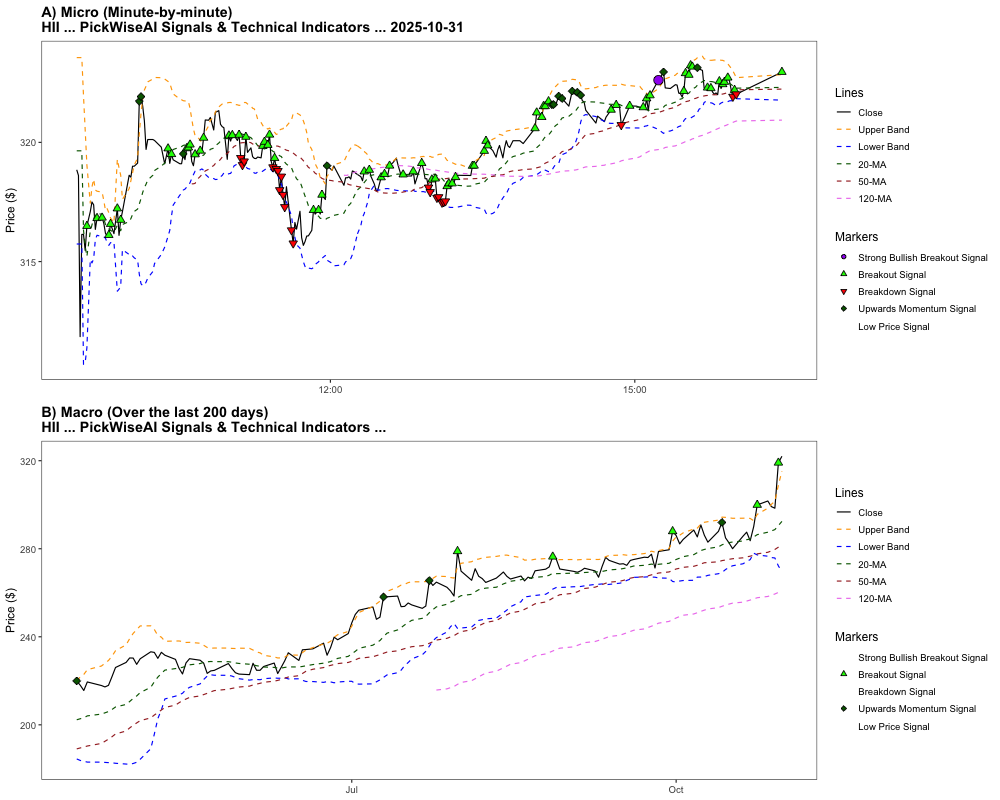 A) Micro (Minute-by-minute)
HII ... PickWiseAI Signals & Technical Indicators ... 2025-10-31
Price ($)
320
315
12:00
15:00
Lines
Close
Upper Band
Lower Band
20-MA
50-MA
120-MA
Markers
Strong Bullish Breakout Signal
Breakout Signal
Breakdown Signal
Upwards Momentum Signal
Low Price Signal
B) Macro (Over the last 200 days)
HII ... PickWiseAI Signals & Technical Indicators ...
Price ($)
320
280
240
200
Jul
Oct
Lines
Close
Upper Band
Lower Band
20-MA
50-MA
120-MA
Markers
Strong Bullish Breakout Signal
Breakout Signal
Breakdown Signal
Upwards Momentum Signal
Low Price Signal